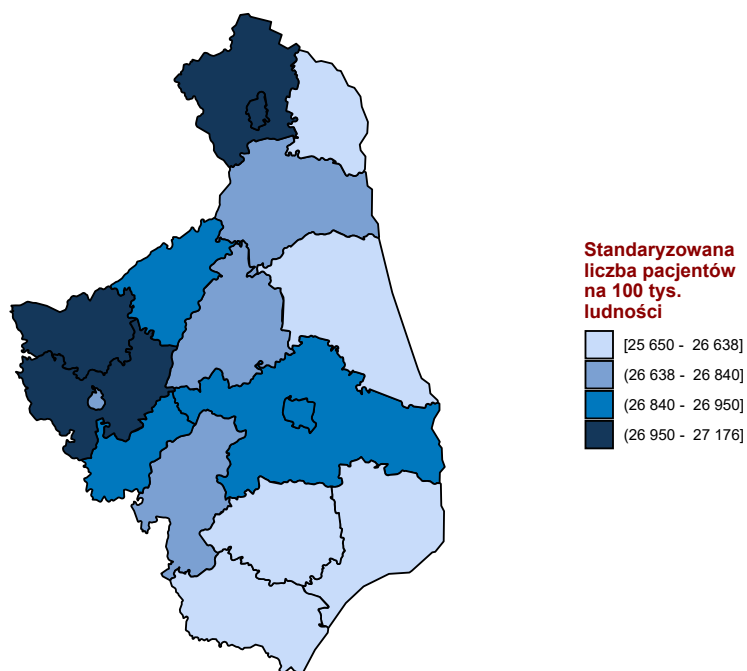 Standaryzowana
liczba pacjentów
na 100 tys.
ludności
[25 650 - 26 638]
(26 638 - 26 840]
(26 840 - 26 950]
(26 950 - 27 176]